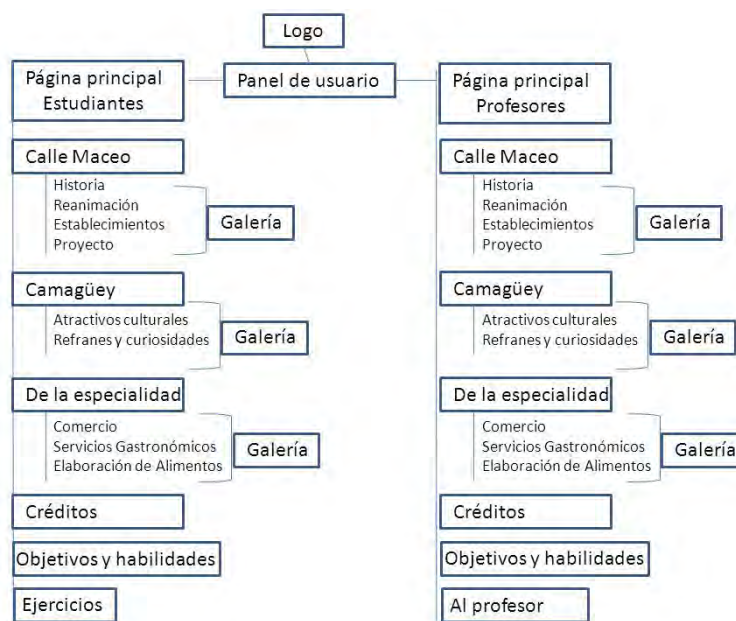 Logo
Panel de usuario
Página principal
Estudiantes
Calle Maceo
Historia
Reanimación
Establecimientos
Proyecto
Galería
Camagüey
Atractivos culturales
Refranes y curiosidades
Galería
De la especialidad
Comercio
Servicios Gastronómicos
Elaboración de Alimentos
Galería
Créditos
Objetivos y habilidades
Ejercicios
Página principal
Profesores
Calle Maceo
Historia
Reanimación
Establecimientos
Proyecto
Galería
Camagüey
Atractivos culturales
Refranes y curiosidades
Galería
De la especialidad
Comercio
Servicios Gastronómicos
Elaboración de Alimentos
Galería
Créditos
Objetivos y habilidades
Al profesor